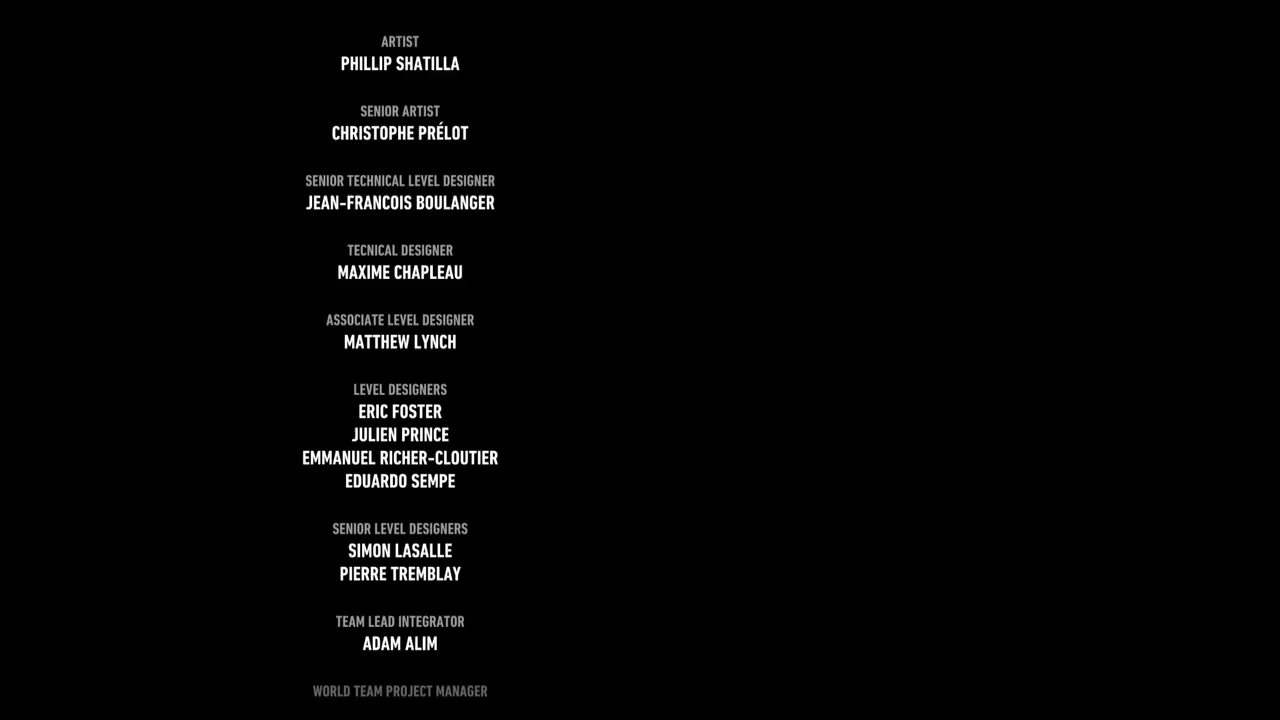 ARTIST
PHILLIP SHATILLA
SENIOR ARTIST
CHRISTOPHE PRÉLOT
SENIOR TECHNICAL LEVEL DESIGNER
JEAN-FRANCOIS BOULANGER
TECNICAL DESIGNER
MAXIME CHAPLEAU
ASSOCIATE LEVEL DESIGNER
MATTHEW LYNCH
LEVEL DESIGNERS
ERIC FOSTER
JULIEN PRINCE
EMMANUEL RICHER-CLOUTIER
EDUARDO SEMPE
SENIOR LEVEL DESIGNERS
SIMON LASALLE
PIERRE TREMBLAY
TEAM LEAD INTEGRATOR
ADAM ALIM
WORLD TEAM PROJECT MANAGER